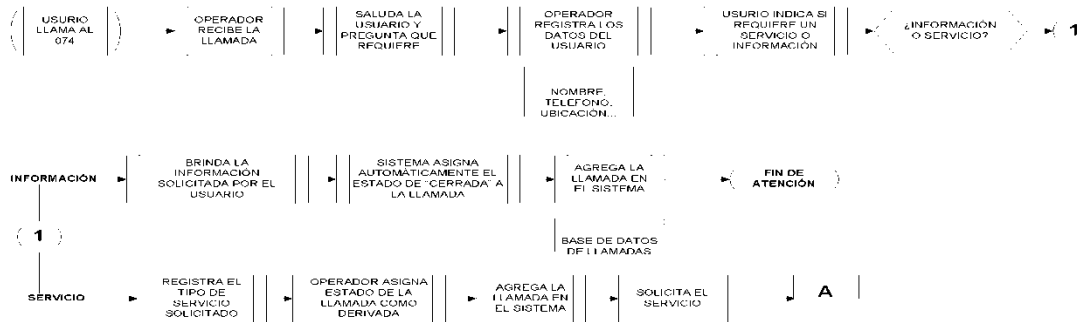 USURIO
LLAMA AL
074
OPERADOR
RECIBE LA
LLAMADA
SALUDA LA
USUARIO Y
PREGUNTA QUE
REQUIERE
OPERADOR
REGISTRA LOS
DATOS DEL
USUARIO
USURIO INDICA SI
REQUIERE UN
SERVICIO O
INFORMACIÓN
¿INFORMACIÓN
O SERVICIO?
1
NOMBRE,
TELEFONO,
UBICACIÓN...
INFORMACIÓN
BRINDA LA
INFORMACIÓN
SOLICITADA POR EL
USUARIO
SISTEMA ASIGNA
AUTOMÁTICAMENTE EL
ESTADO DE "CERRADA" A
LA LLAMADA
AGREGA LA
LLAMADA EN
EL SISTEMA
FIN DE
ATENCIÓN
1
BASE DE DATOS
DE LLAMADAS
SERVICIO
REGISTRA EL
TIPO DE
SERVICIO
SOLICITADO
OPERADOR ASIGNA
ESTADO DE LA
LLAMADA COMO
DERIVADA
AGREGA LA
LLAMADA EN
EL SISTEMA
SOLICITA EL
SERVICIO
A